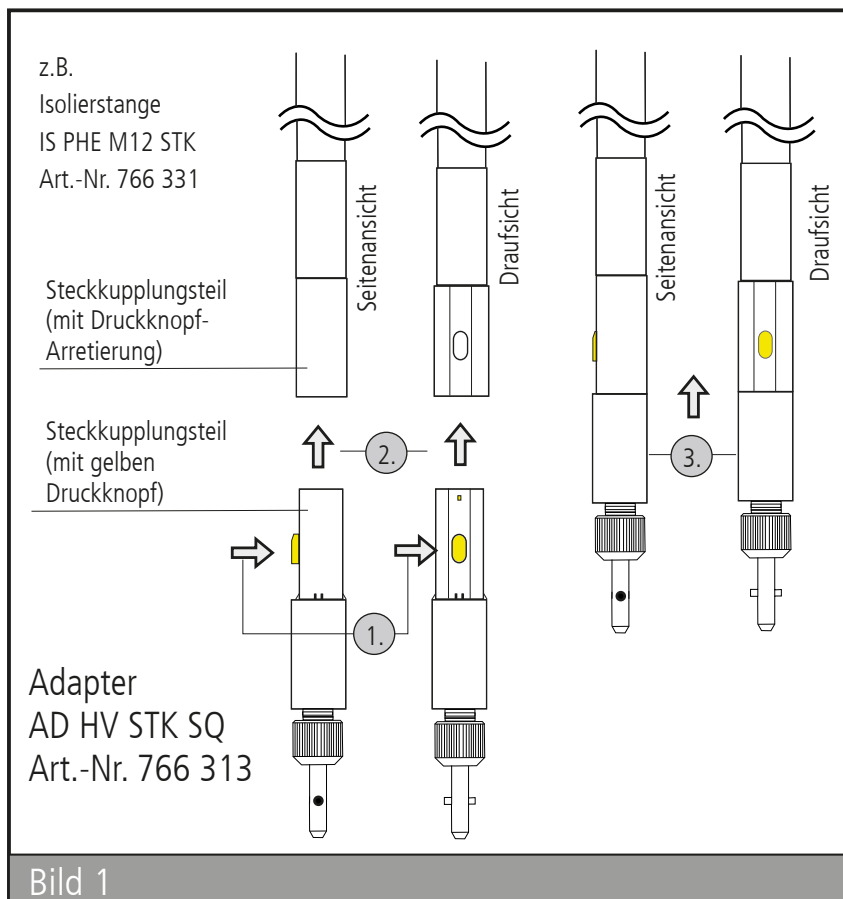 z.B.
Isolierstange
IS PHE M12 STK
Art.-Nr. 766 331
Seitenansicht
Draufsicht
Seitenansicht
Draufsicht
Steckkupplungsteil
(mit Druckknopf-
Arretierung)
Steckkupplungsteil
(mit gelben
Druckknopf)
2.
3.
1.
Adapter
AD HV STK SQ
Art.-Nr. 766 313
Bild 1